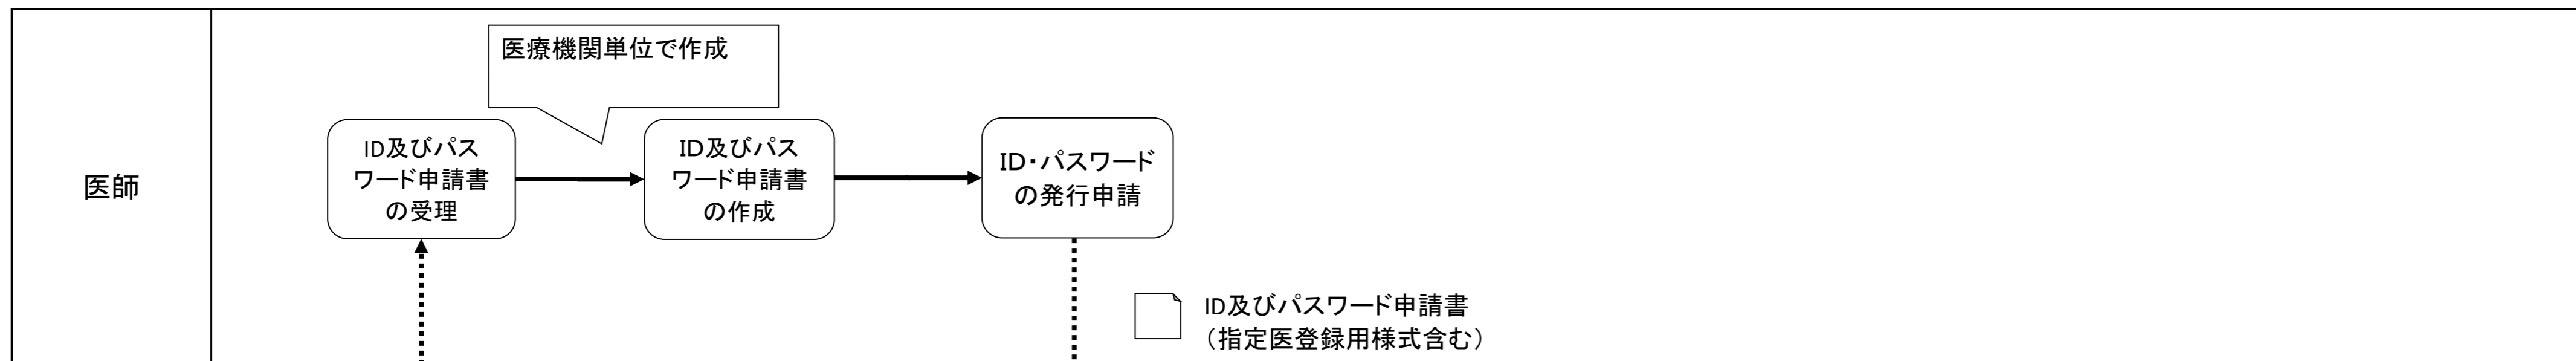 医療機関単位で作成
医師
ID及びパス
ワード申請書
の受理
ID及びパス
ワード申請書
の作成
ID・パスワード
の発行申請
ID及びパスワード申請書
（指定医登録用様式含む）